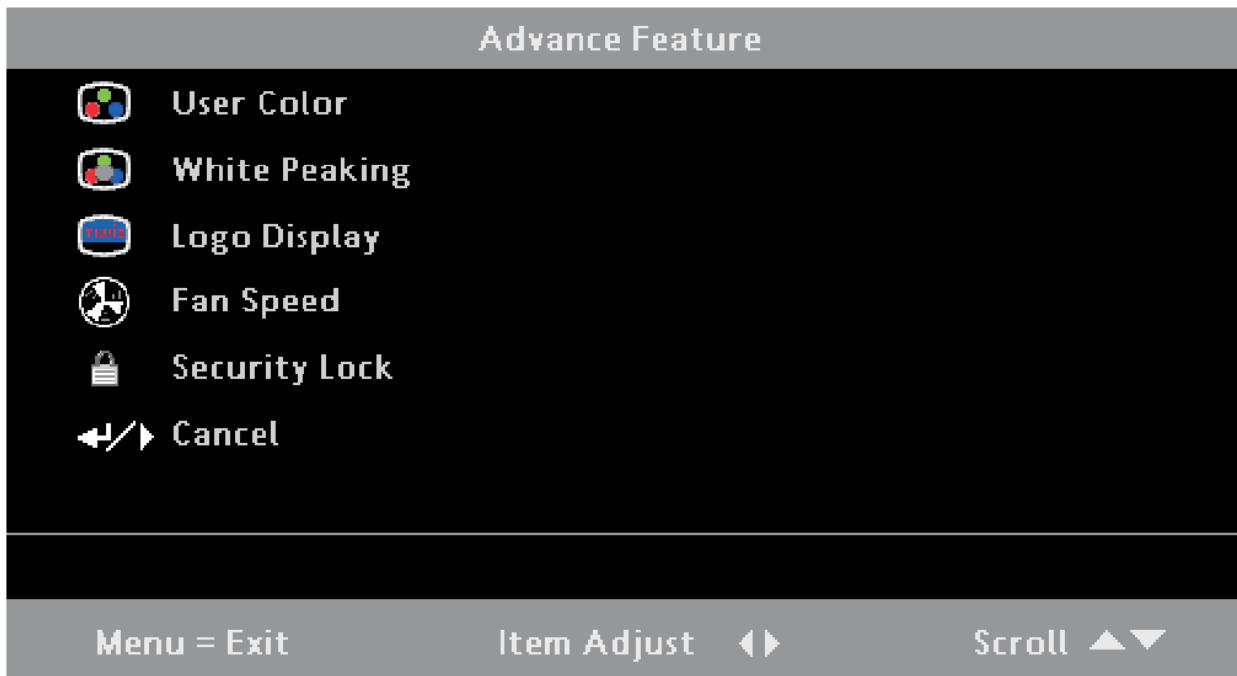 Advance Feature
User Color
White Peaking
Logo Display
Fan Speed
Security Lock
Cancel
Menu = Exit Item Adjust Scroll